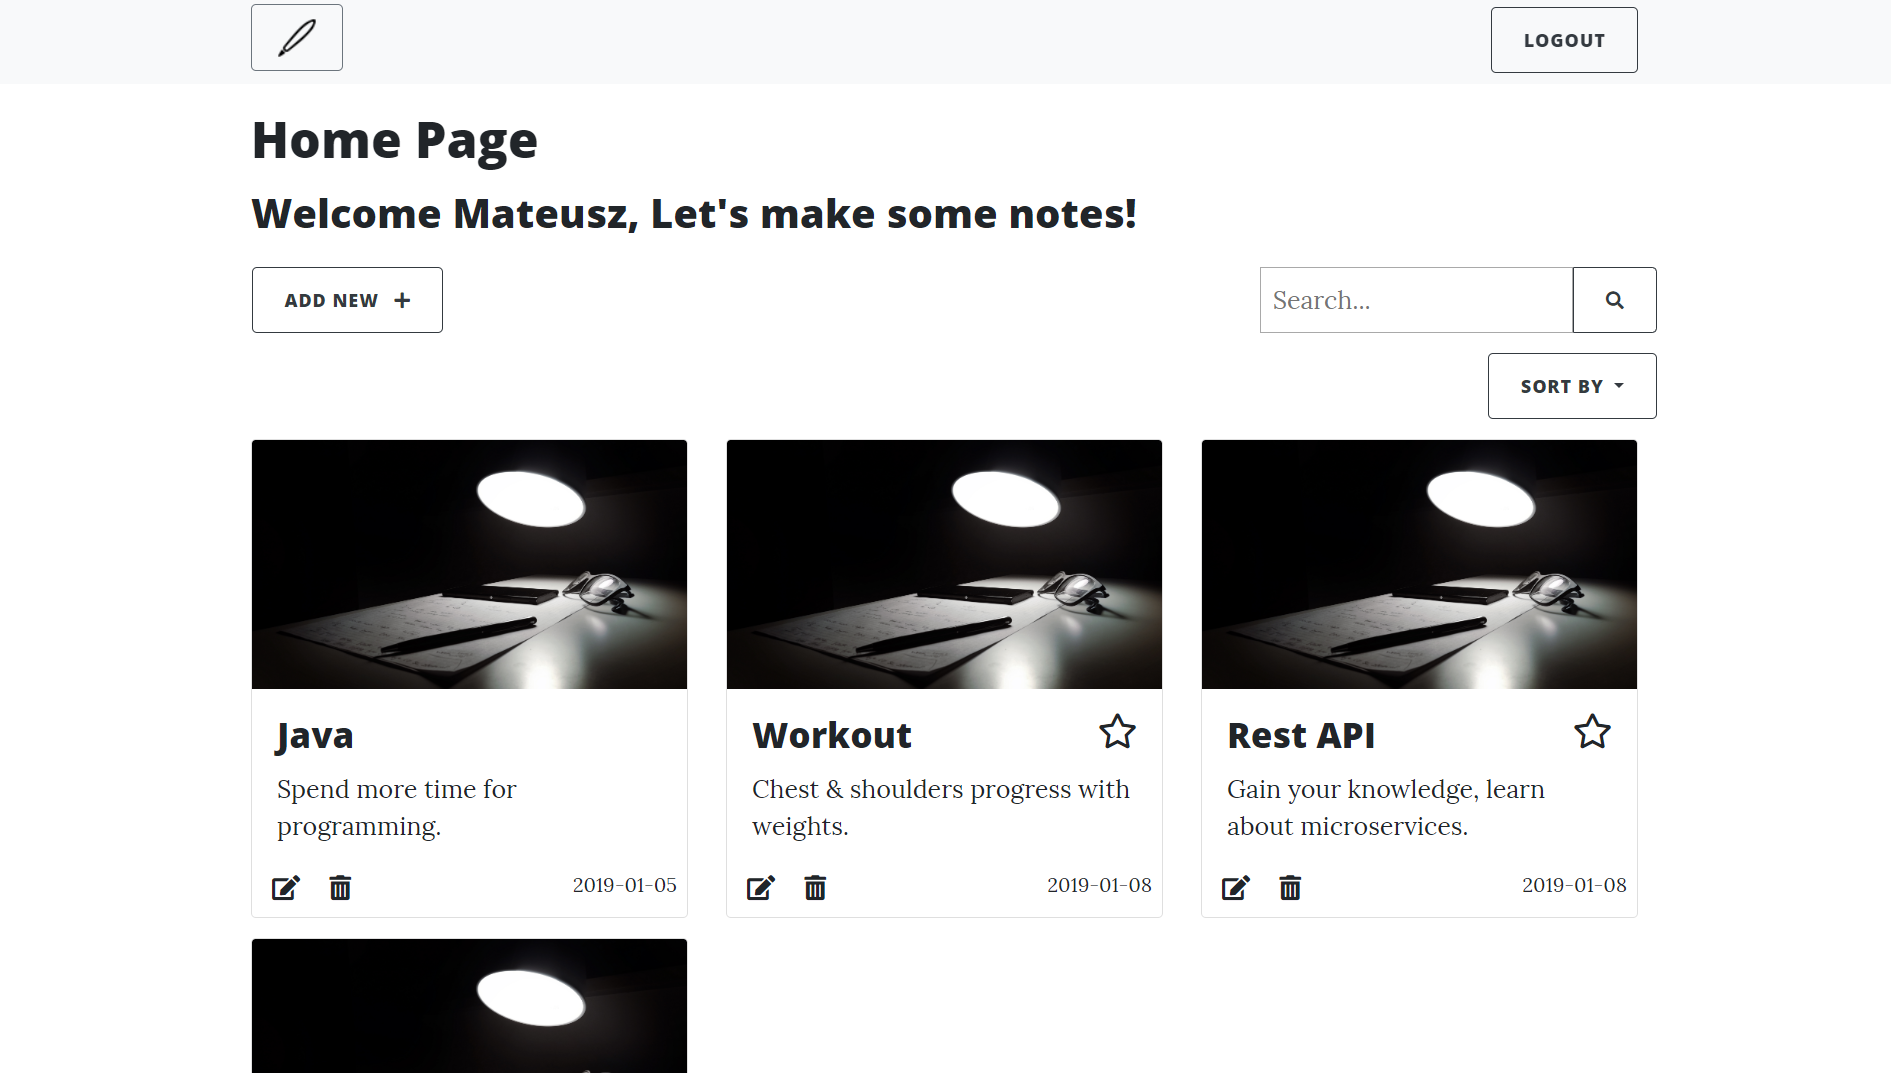 LOGOUT
Home Page
Welcome Mateusz, Let's make some notes!
ADD NEW
Search...
SORT BY
Java
Spend more time for
programming.
2019-01-05
Workout
Chest & shoulders progress with
weights.
2019-01-08
Rest API
Gain your knowledge, learn
about microservices.
2019-01-08